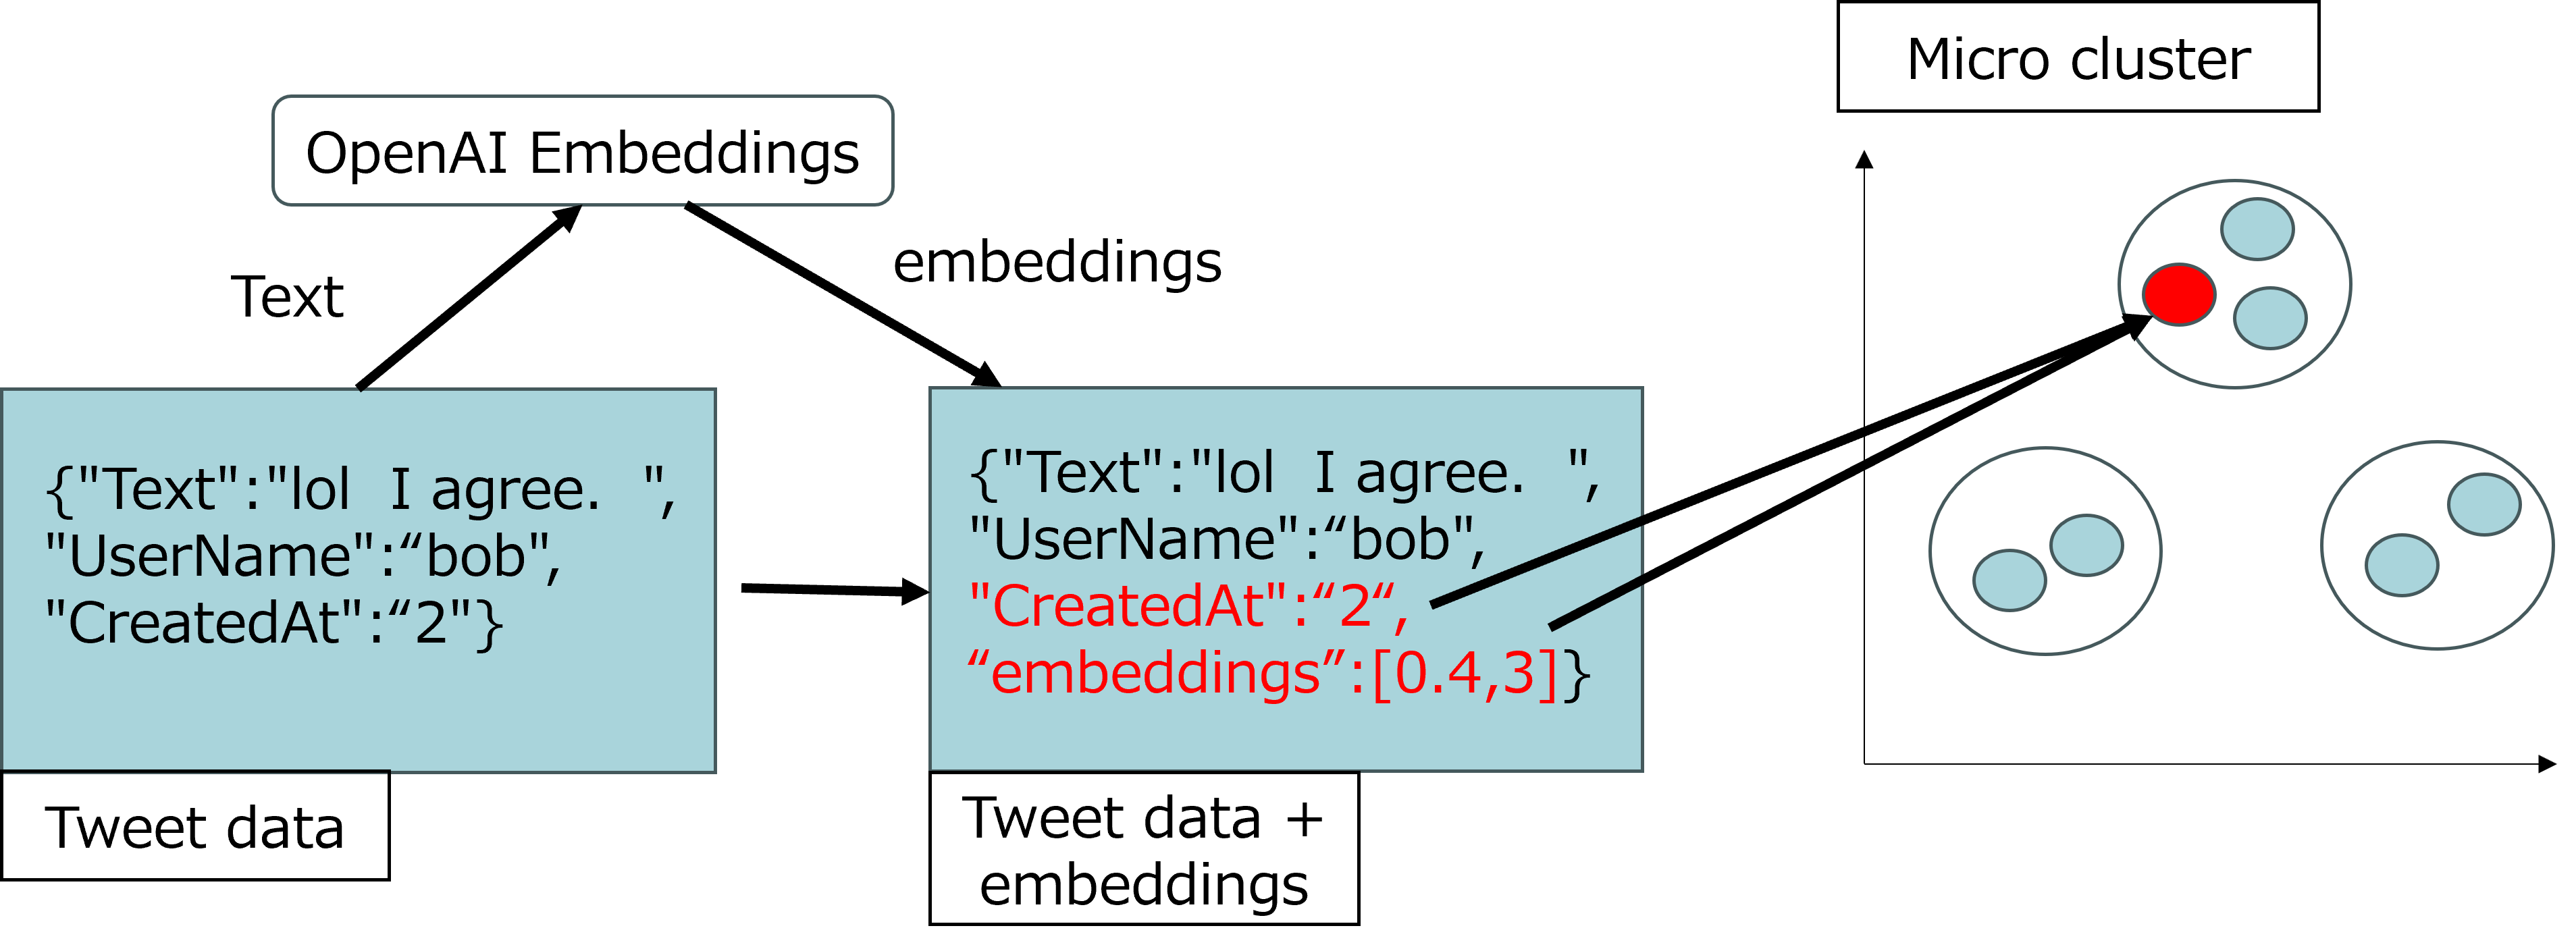 Micro cluster
OpenAI Embeddings
Text
embeddings
{"Text":"lol  I agree.  ",
"UserName":“bob",
"CreatedAt":“2"}
Tweet data
{"Text":"lol  I agree.  ",
"UserName":“bob",
"CreatedAt":“2“,
“embeddings”:[0.4,3]}
Tweet data +
embeddings